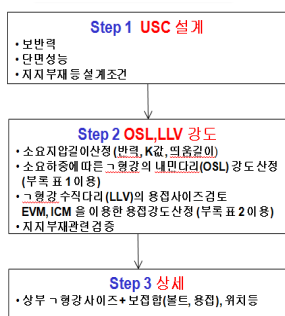 Step 1 USC 설계
• 보반력
• 단면성능
• 지지부재등 설계조건
Step 2 OSL,LLV 강도
• 소요지압길이산정 (반력, K값, 띄움길이)
• 소요하중에 따른 ㄱ형강의 내민다리(OSL) 강도산정
(부록 표 1 이용)
• ㄱ형강 수직다리 (LLV)의 용접사이즈검토
EVM, ICM 을 이용한 용접강도산정 (부록 표 2 이용)
• 지지부재관련 검증
Step 3 상세
• 상부 ㄱ형강사이즈 + 보접합(볼트, 용접), 위치등